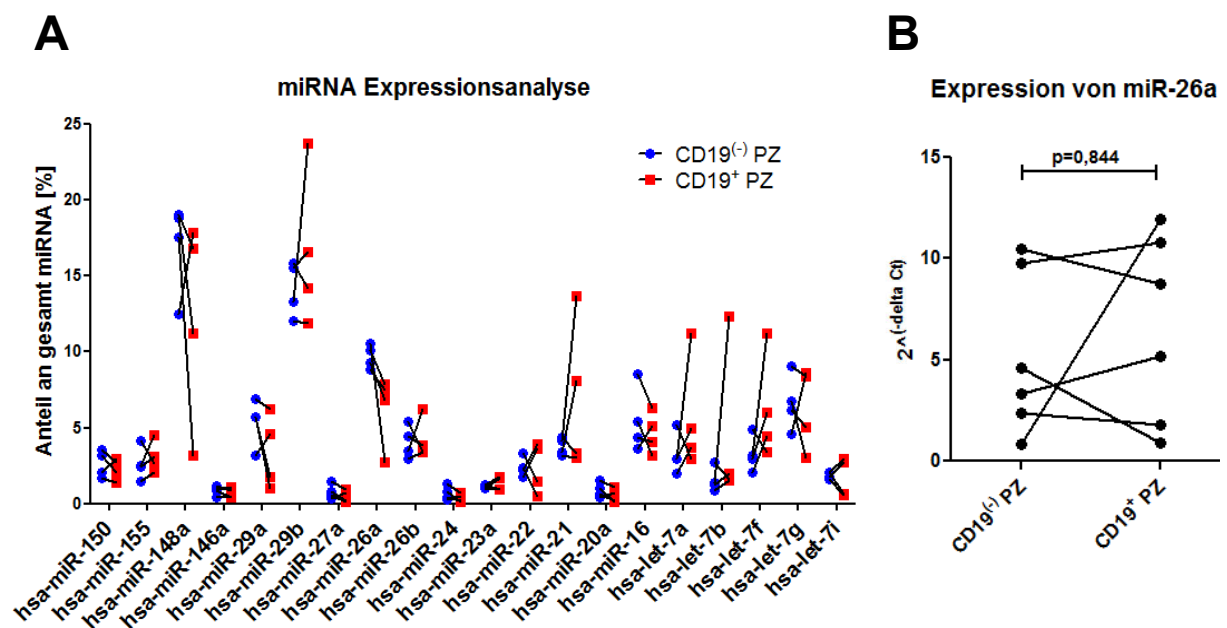 A
miRNA Expressionsanalyse
Anteil an gesamt miRNA [%]
25
20
15
10
5
0
CD19(-) PZ
CD19+ PZ
hsa-miR-150
hsa-miR-155
hsa-miR-148a
hsa-miR-146a
hsa-miR-29a
hsa-miR-29b
hsa-miR-27a
hsa-miR-26a
hsa-miR-26b
hsa-miR-24
hsa-miR-23a
hsa-miR-22
hsa-miR-21
hsa-miR-20a
hsa-miR-16
hsa-let-7a
hsa-let-7b
hsa-let-7f
hsa-let-7g
hsa-let-7i
B
Expression von miR-26a
p=0,844
2^(-delta Ct)
15
10
5
0
CD19(-) PZ
CD19+ PZ